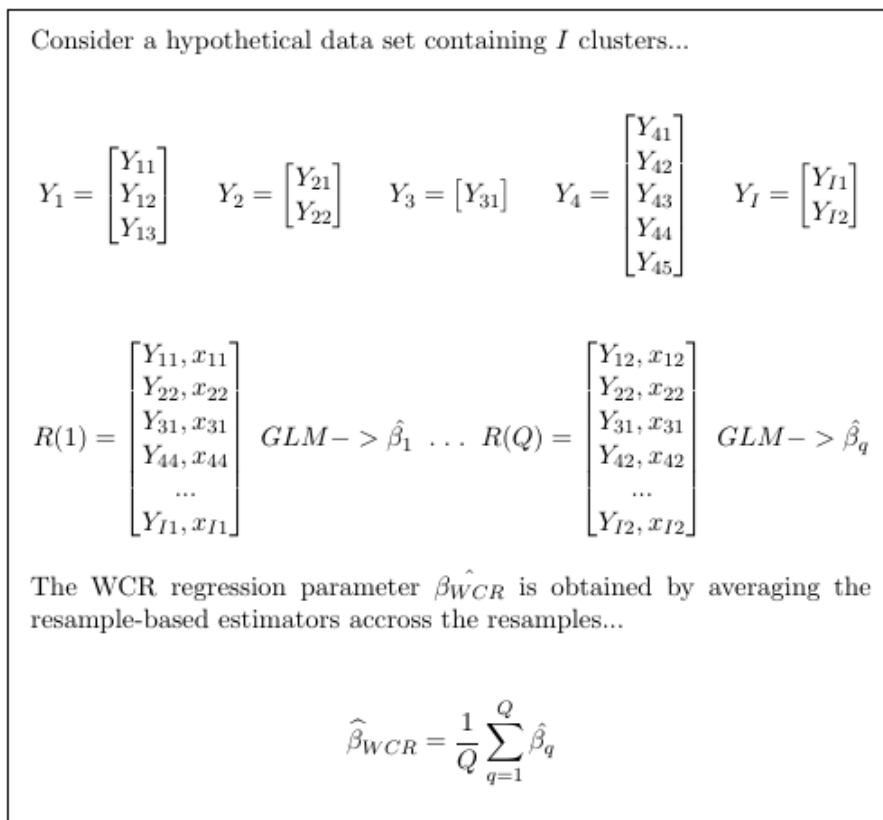 Consider a hypothetical data set containing I clusters...
Y_1 = [Y_11 Y_12 Y_13] Y_2 = [Y_21 Y_22] Y_3 = [Y_31] Y_4 = [Y_41 Y_42 Y_43 Y_44 Y_45] Y_I = [Y_I1 Y_I2]
R(1) = [Y_11, x_11 Y_22, x_22 Y_31, x_31 Y_44, x_44 ... Y_I1, x_I1] GLM− > β̂_1 ... R(Q) = [Y_12, x_12 Y_22, x_22 Y_31, x_31 Y_42, x_42 ... Y_I2, x_I2] GLM− > β̂_q
The WCR regression parameter β_WCR̂ is obtained by averaging the
resample-based estimators accross the resamples...
β̂_WCR = 1/Q ∑_{q=1}^{Q} β̂_q